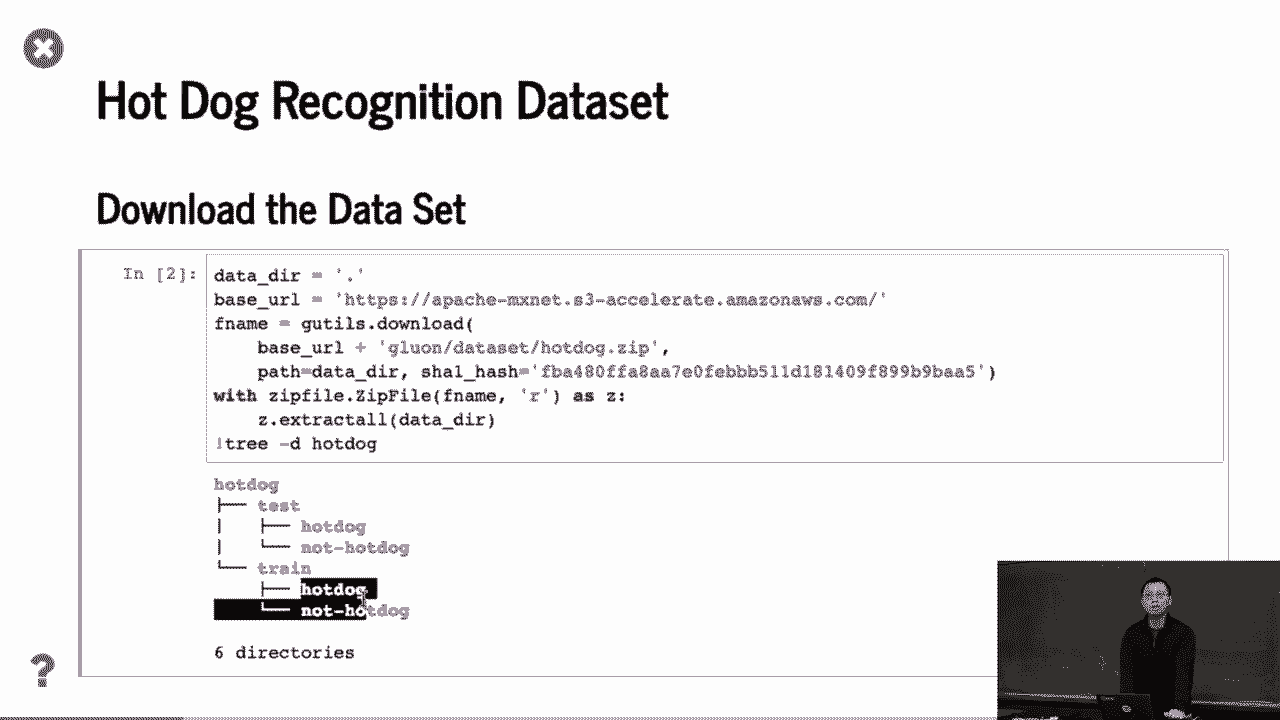 Hot Dog Recognition Dataset
Download the Data Set
In [2]:
data_dir = '.'
base_url = 'https://apache-mxnet.s3-accelerate.amazonaws.com/'
fname = gutils.download(
    base_url + 'gluon/dataset/hotdog.zip',
    path=data_dir, sha1_hash='fba480ffa8aa7e0febbb511d181409f899b9baa5')
with zipfile.ZipFile(fname, 'r') as z:
    z.extractall(data_dir)
!tree -d hotdog
hotdog
├── test
│   ├── hotdog
│   └── not-hotdog
└── train
    ├── hotdog
    └── not-hotdog
6 directories
?